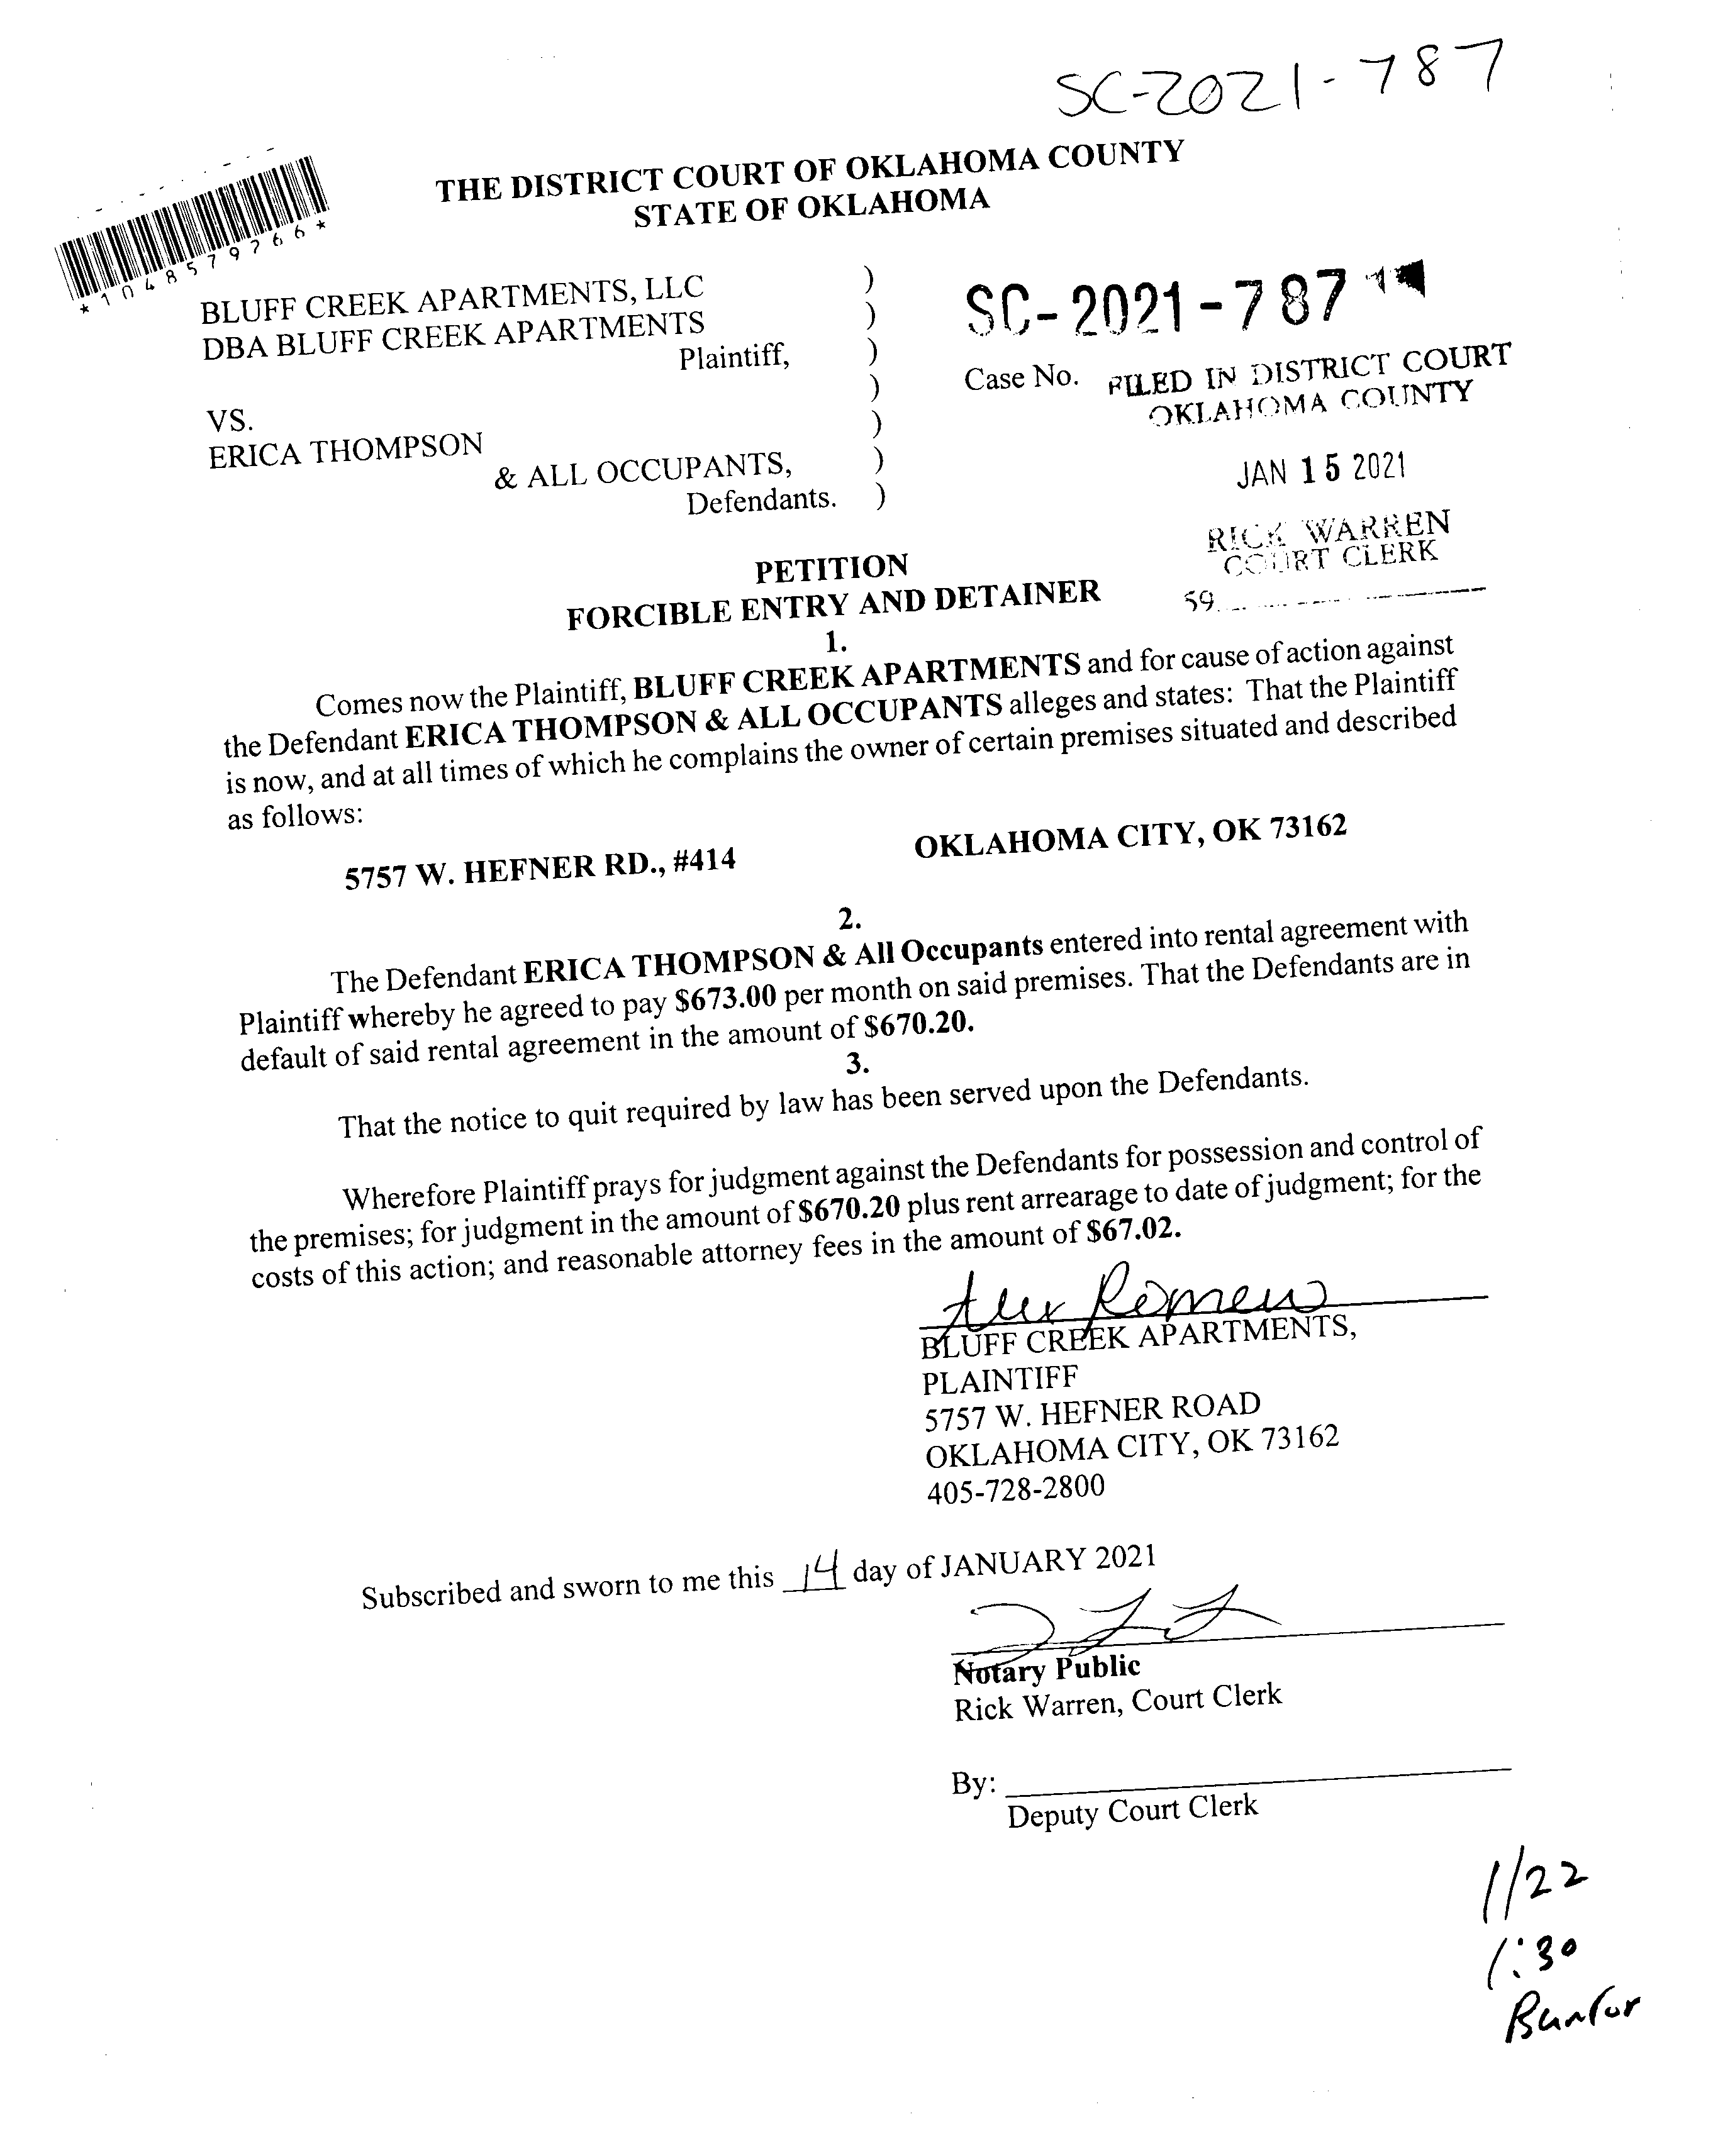 SC-2021-787
THE DISTRICT COURT OF OKLAHOMA COUNTY
STATE OF OKLAHOMA
*1048579766*
BLUFF CREEK APARTMENTS, LLC )
DBA BLUFF CREEK APARTMENTS )
Plaintiff, )
)
VS. )
ERICA THOMPSON
& ALL OCCUPANTS, )
Defendants. )
SC-2021-787
Case No.
FILED IN DISTRICT COURT
OKLAHOMA COUNTY
JAN 15 2021
RICK WARREN
COURT CLERK
59
PETITION
FORCIBLE ENTRY AND DETAINER
1.
Comes now the Plaintiff, BLUFF CREEK APARTMENTS and for cause of action against
the Defendant ERICA THOMPSON & ALL OCCUPANTS alleges and states: That the Plaintiff
is now, and at all times of which he complains the owner of certain premises situated and described
as follows:
5757 W. HEFNER RD., #414 OKLAHOMA CITY, OK 73162
2.
The Defendant ERICA THOMPSON & All Occupants entered into rental agreement with
Plaintiff whereby he agreed to pay $673.00 per month on said premises. That the Defendants are in
default of said rental agreement in the amount of $670.20.
3.
That the notice to quit required by law has been served upon the Defendants.
Wherefore Plaintiff prays for judgment against the Defendants for possession and control of
the premises; for judgment in the amount of $670.20 plus rent arrearage to date of judgment; for the
costs of this action; and reasonable attorney fees in the amount of $67.02.
BLUFF CREEK APARTMENTS,
PLAINTIFF
5757 W. HEFNER ROAD
OKLAHOMA CITY, OK 73162
405-728-2800
Subscribed and sworn to me this 14 day of JANUARY 2021
Notary Public
Rick Warren, Court Clerk
By:
Deputy Court Clerk
1/22
1:30